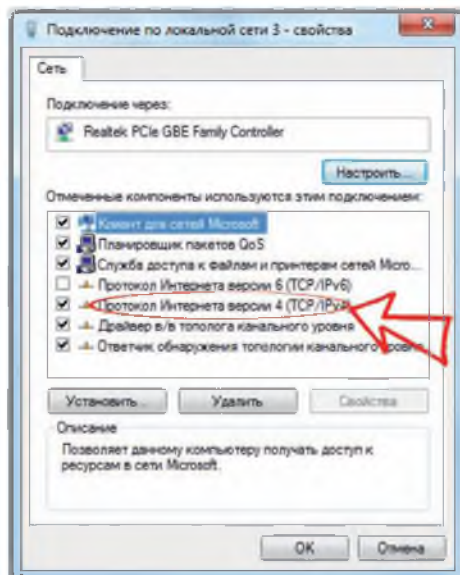 Подключение по локальной сети 3 - свойства
Сеть
Подключение через:
Realtek PCIe GBE Family Controller
Настроить...
Отмеченные компоненты используются этим подключением:
Клиент для сетей Microsoft
Планировщик пакетов QoS
Служба доступа к файлам и принтерам сетей Micro...
Протокол Интернета версии 6 (TCP/IPv6)
Протокол Интернета версии 4 (TCP/IPv4)
Драйвер в/в тополога канального уровня
Ответчик обнаружения топологии канального уровня
Установить... Удалить Свойства
Описание
Позволяет данному компьютеру получать доступ к
ресурсам в сети Microsoft.
OK Отмена